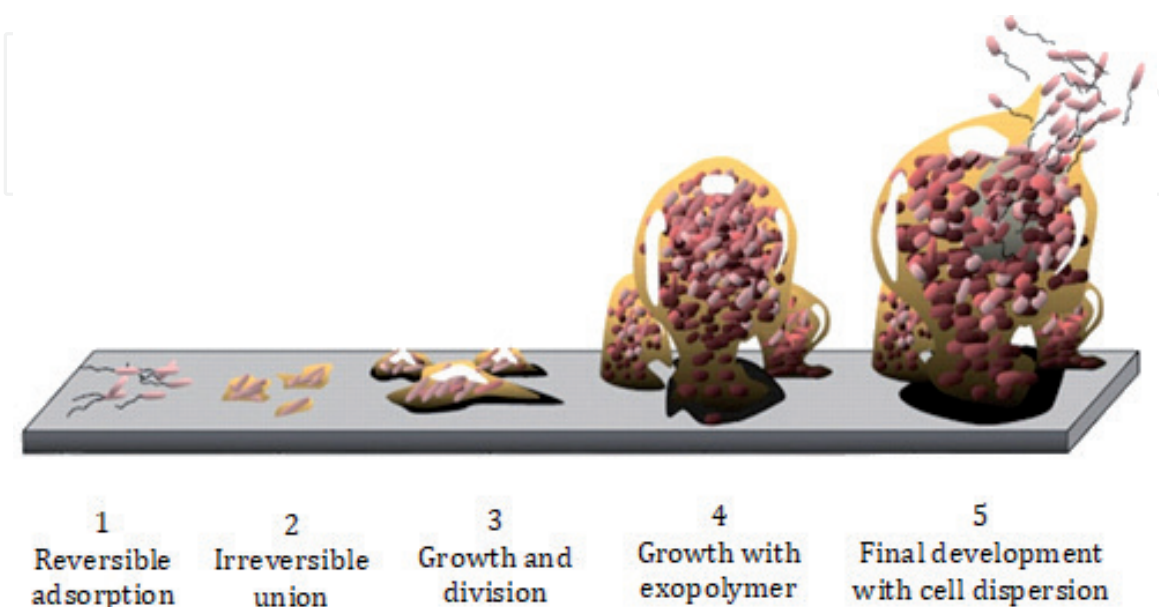 1
Reversible
adsorption
2
Irreversible
union
3
Growth and
division
4
Growth with
exopolymer
5
Final development
with cell dispersion